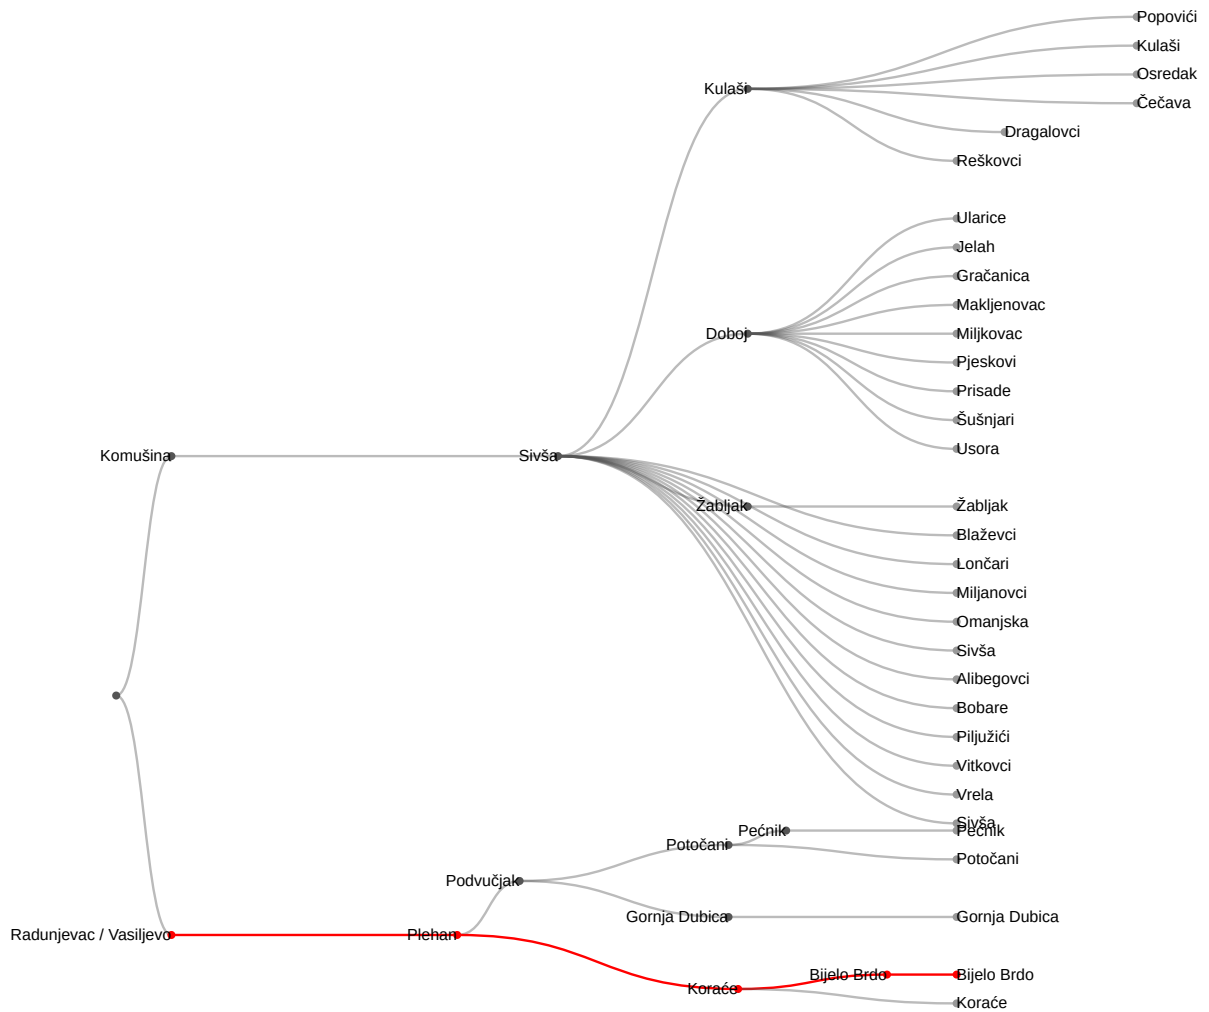 Popovići
Kulaši
Osredak
Kulaši
Čečava
Dragalovci
Reškovci
Ularice
Jelah
Gračanica
Makljenovac
Doboj
Miljkovac
Pjeskovi
Prisade
Šušnjari
Usora
Komušina
Sivša
Žabljak
Žabljak
Blaževci
Lončari
Miljanovci
Omanjska
Sivša
Alibegovci
Bobare
Piljužići
Vitkovci
Vrela
Sivša
Pećnik
Pećnik
Potočani
Potočani
Podvučjak
Gornja Dubica
Gornja Dubica
Radunjevac / Vasiljevo
Plehan
Bijelo Brdo
Bijelo Brdo
Koraće
Koraće